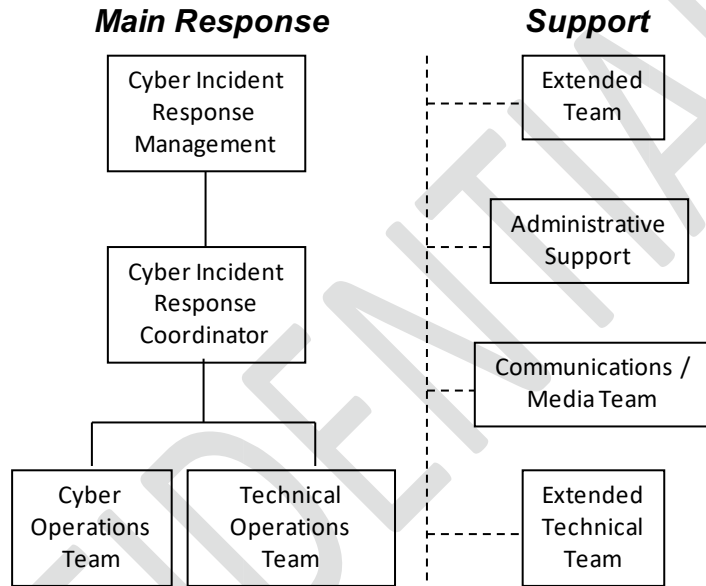 Main Response
Support
Cyber Incident
Response
Management
Extended
Team
Administrative
Support
Cyber Incident
Response
Coordinator
Communications /
Media Team
Cyber
Operations
Team
Technical
Operations
Team
Extended
Technical
Team
FIDENTIA